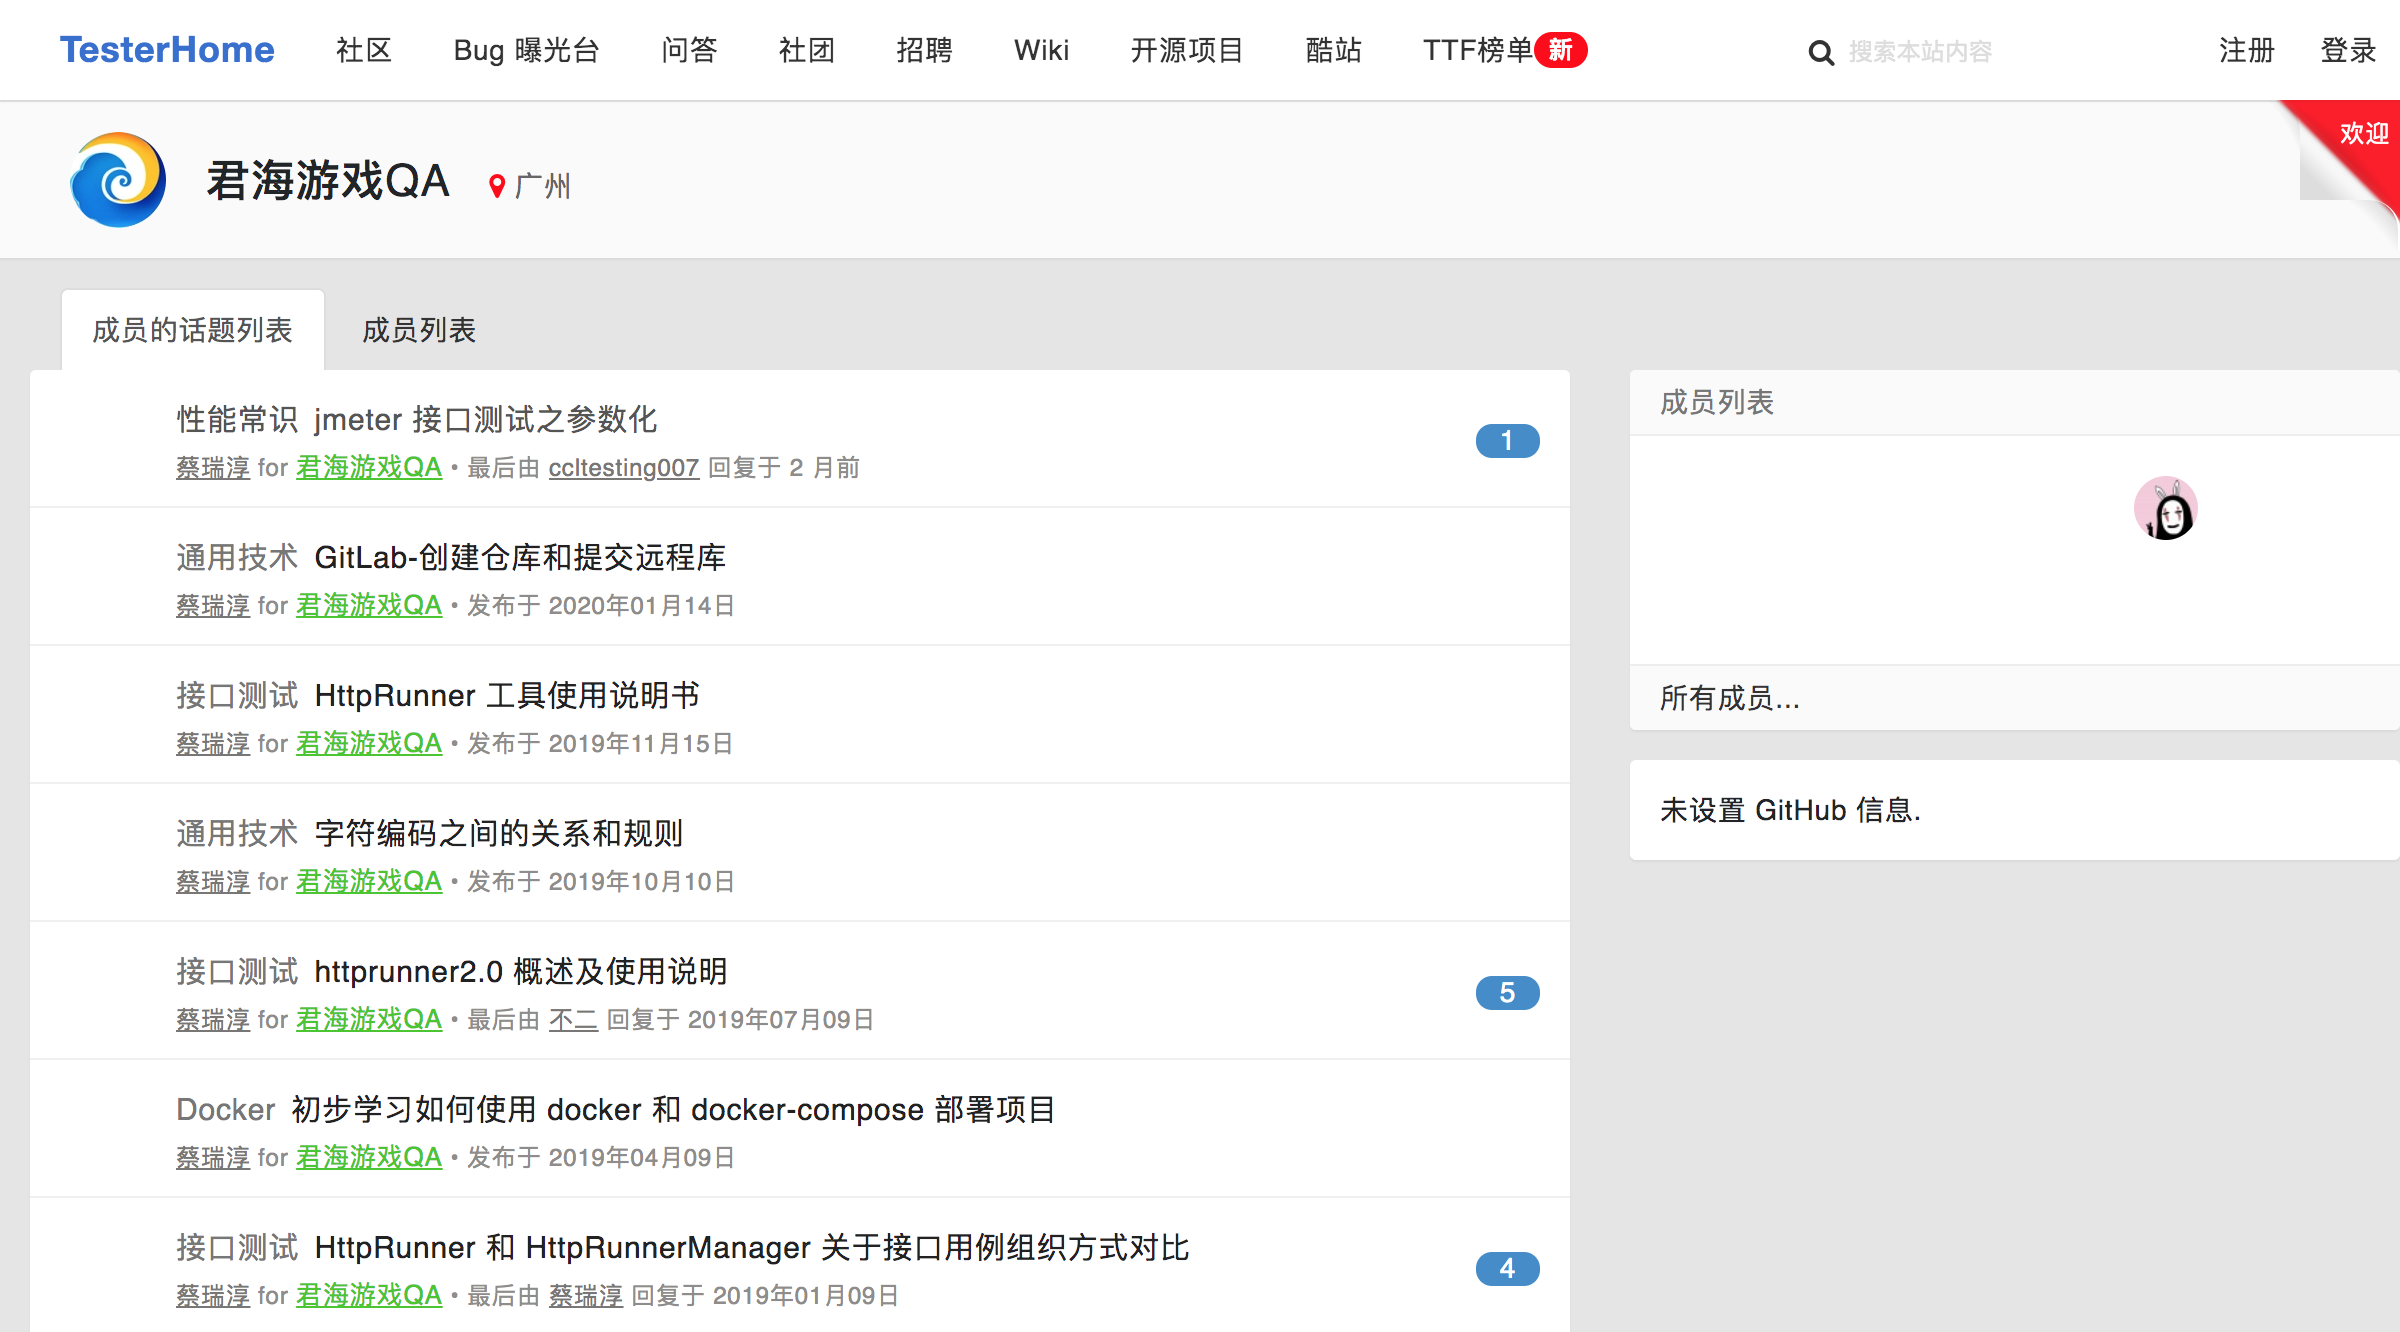 TesterHome 社区 Bug 曝光台 问答 社团 招聘 Wiki 开源项目 酷站 TTF榜单新 搜索本站内容 注册 登录
欢迎
君海游戏QA 广州
成员的话题列表 成员列表
性能常识 jmeter 接口测试之参数化
1
蔡瑞淳 for 君海游戏QA • 最后由 ccltesting007 回复于 2 月前
通用技术 GitLab-创建仓库和提交远程库
蔡瑞淳 for 君海游戏QA • 发布于 2020年01月14日
接口测试 HttpRunner 工具使用说明书
蔡瑞淳 for 君海游戏QA • 发布于 2019年11月15日
通用技术 字符编码之间的关系和规则
蔡瑞淳 for 君海游戏QA • 发布于 2019年10月10日
接口测试 httprunner2.0 概述及使用说明
5
蔡瑞淳 for 君海游戏QA • 最后由 不二 回复于 2019年07月09日
Docker 初步学习如何使用 docker 和 docker-compose 部署项目
蔡瑞淳 for 君海游戏QA • 发布于 2019年04月09日
接口测试 HttpRunner 和 HttpRunnerManager 关于接口用例组织方式对比
4
蔡瑞淳 for 君海游戏QA • 最后由 蔡瑞淳 回复于 2019年01月09日
成员列表
所有成员...
未设置 GitHub 信息.